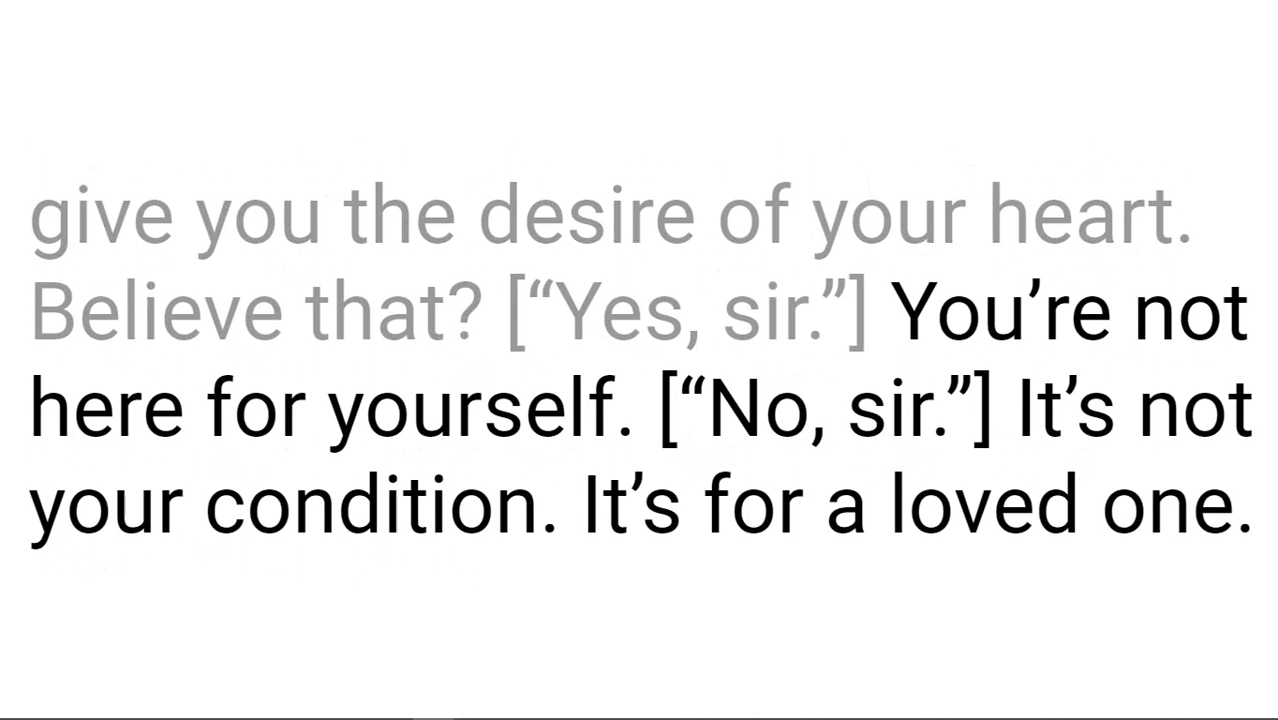 give you the desire of your heart.
Believe that? [“Yes, sir.”] You’re not
here for yourself. [“No, sir.”] It’s not
your condition. It’s for a loved one.